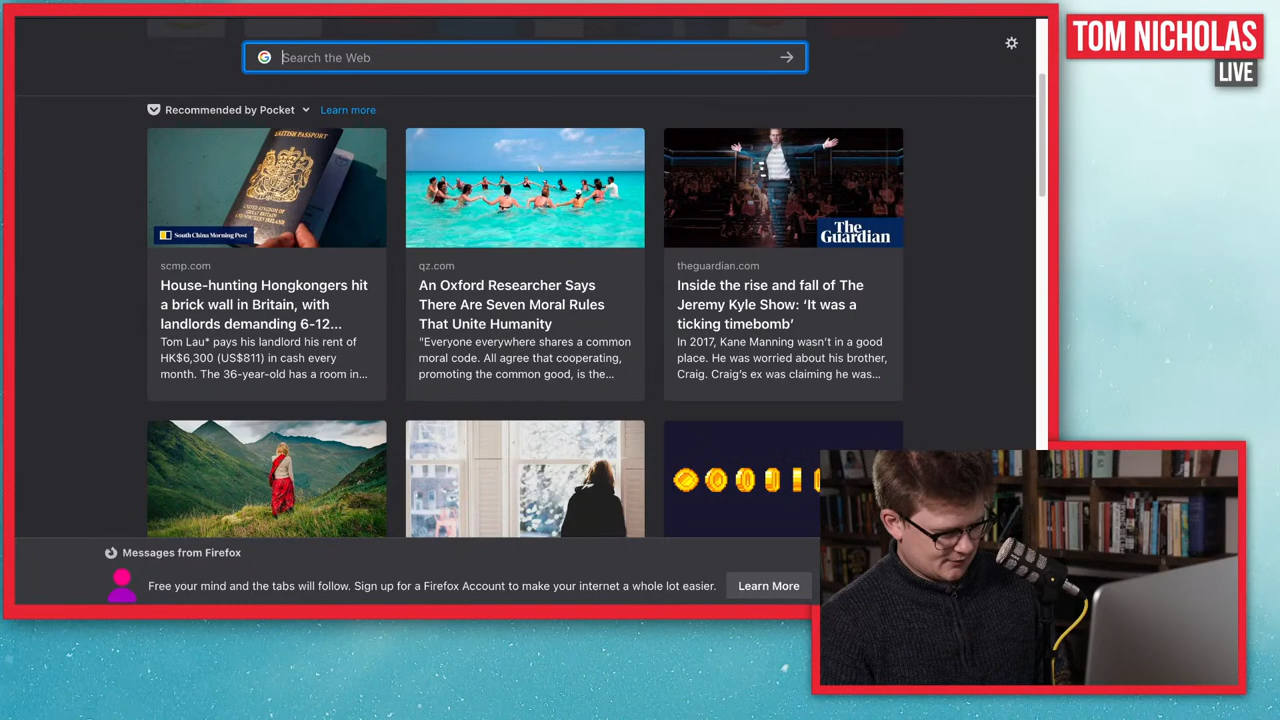 TOM NICHOLAS
LIVE
Search the Web
Recommended by Pocket
Learn more
BRITISH PASSPORT
South China Morning Post
scmp.com
House-hunting Hongkongers hit
a brick wall in Britain, with
landlords demanding 6-12...
Tom Lau* pays his landlord his rent of
HK$6,300 (US$811) in cash every
month. The 36-year-old has a room in...
qz.com
An Oxford Researcher Says
There Are Seven Moral Rules
That Unite Humanity
"Everyone everywhere shares a common
moral code. All agree that cooperating,
promoting the common good, is the...
The
Guardian
theguardian.com
Inside the rise and fall of The
Jeremy Kyle Show: ‘It was a
ticking timebomb’
In 2017, Kane Manning wasn’t in a good
place. He was worried about his brother,
Craig. Craig’s ex was claiming he was...
Messages from Firefox
Free your mind and the tabs will follow. Sign up for a Firefox Account to make your internet a whole lot easier.
Learn More